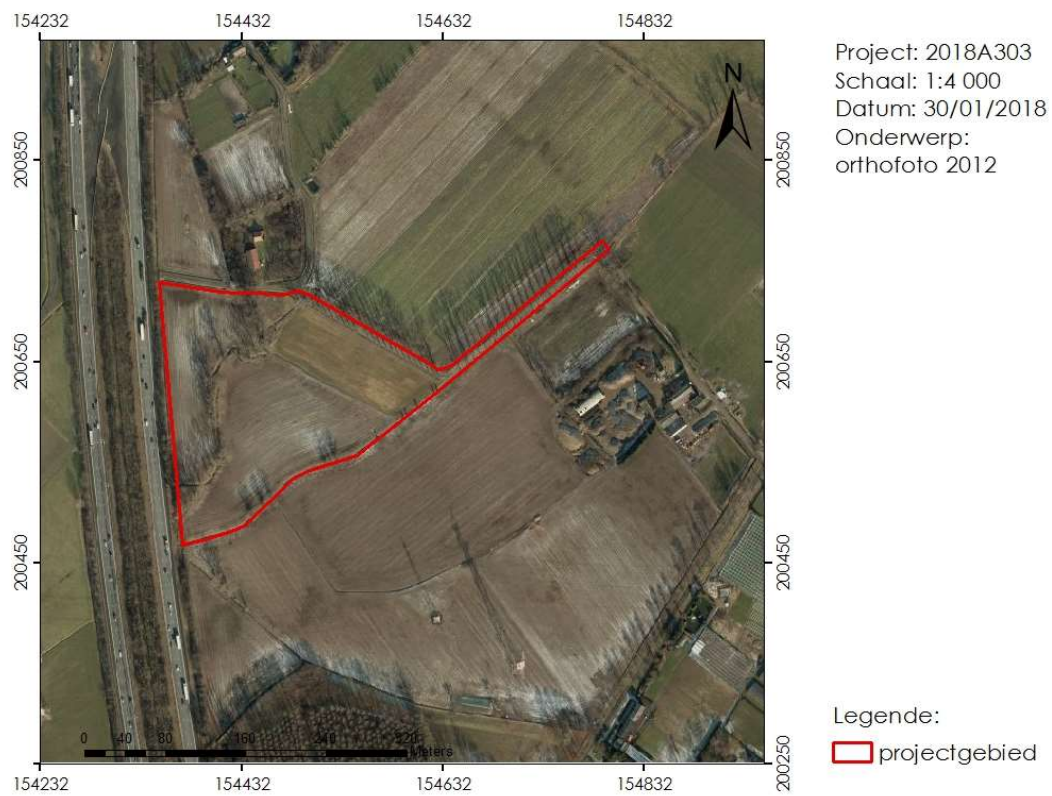 154232 154432 154632 154832
Project: 2018A303
Schaal: 1:4 000
Datum: 30/01/2018
Onderwerp:
orthofoto 2012
N
200850 200850
200650 200650
200450 200450
200250
0 40 80 160 240 320
Meters
154232 154432 154632 154832
Legende:
projectgebied